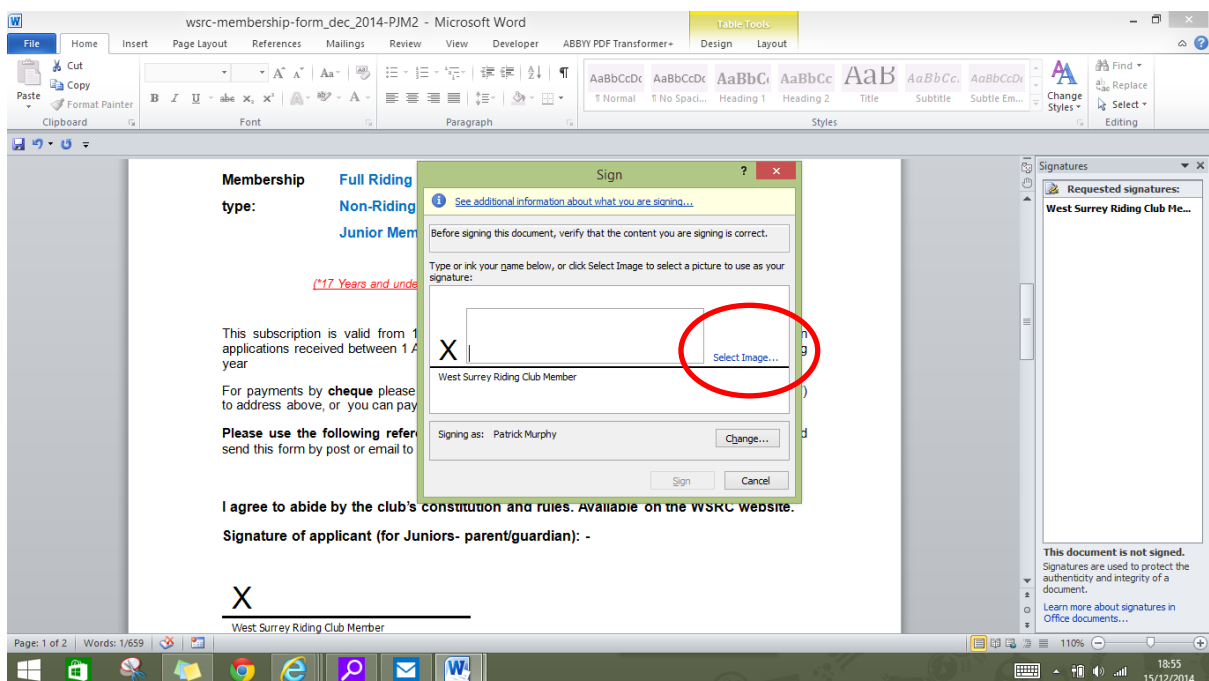 wsrc-membership-form_dec_2014-PJM2 - Microsoft Word
Table Tools
File Home Insert Page Layout References Mailings Review View Developer ABBYY PDF Transformer+ Design Layout
Paste
Cut
Copy
Format Painter
Clipboard
Font
Paragraph
AaBbCcDc AaBbCcDc AaBbC AaBbCc AaB AaBbCc. AaBbCcD
¶ Normal ¶ No Spaci... Heading 1 Heading 2 Title Subtitle Subtle Em...
Change
Styles
Styles
Find
Replace
Select
Editing
Membership Full Riding
type: Non-Riding
Junior Mem
(*17 Years and unde
This subscription is valid from 1
applications received between 1 A
year
For payments by cheque please
to address above, or you can pay
Please use the following refer
send this form by post or email to
I agree to abide by the club's constitution and rules. Available on the WSRC website.
Signature of applicant (for Juniors- parent/guardian): -
X
West Surrey Riding Club Member
Sign
?
See additional information about what you are signing...
Before signing this document, verify that the content you are signing is correct.
Type or ink your name below, or click Select Image to select a picture to use as your
signature:
X
Select Image...
West Surrey Riding Club Member
Signing as: Patrick Murphy
Change...
Sign Cancel
Signatures
Requested signatures:
West Surrey Riding Club Me...
This document is not signed.
Signatures are used to protect the
authenticity and integrity of a
document.
Learn more about signatures in
Office documents...
Page: 1 of 2 Words: 1/659
110%
18:55
15/12/2014